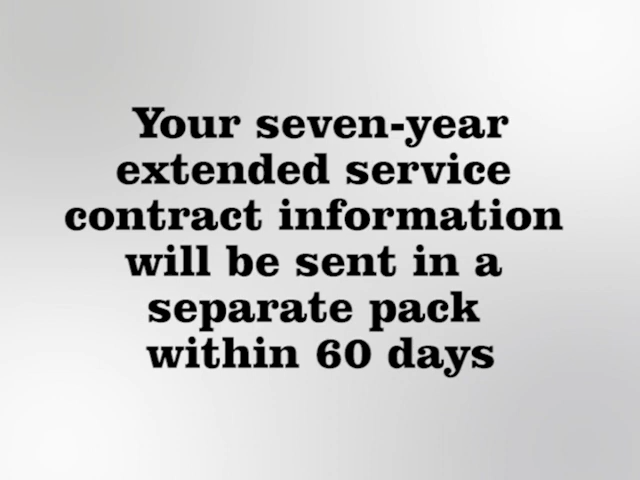 Your seven-year
extended service
contract information
will be sent in a
separate pack
within 60 days